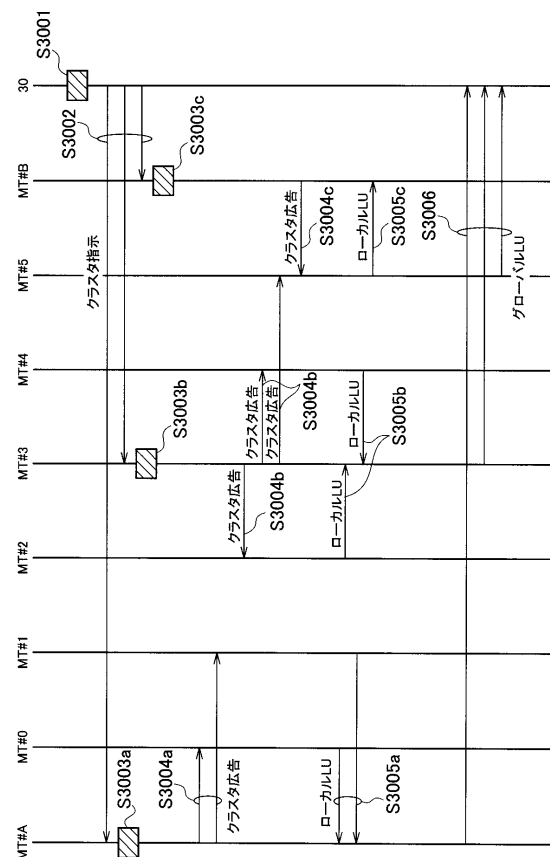 MT#A
MT#0
MT#1
MT#2
MT#3
MT#4
MT#5
MT#B
30
S3001
クラスタ指示
S3002
S3003a
S3003b
S3003c
S3004a
クラスタ広告
クラスタ広告
S3004b
クラスタ広告
クラスタ広告
S3004b
クラスタ広告
S3004c
ローカルLU
S3005a
ローカルLU
ローカルLU
S3005b
ローカルLU
S3005c
S3006
グローバルLU